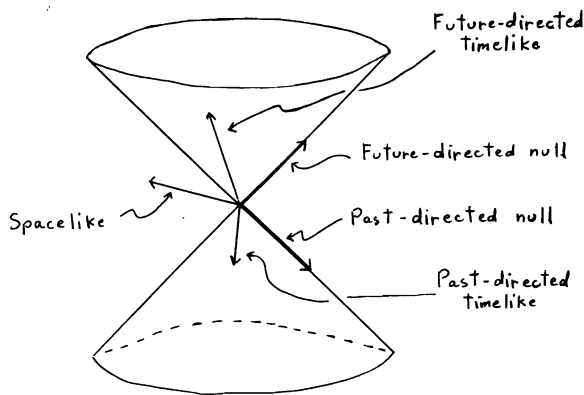 Future-directed
timelike
Future-directed null
Spacelike
Past-directed null
Past-directed
timelike